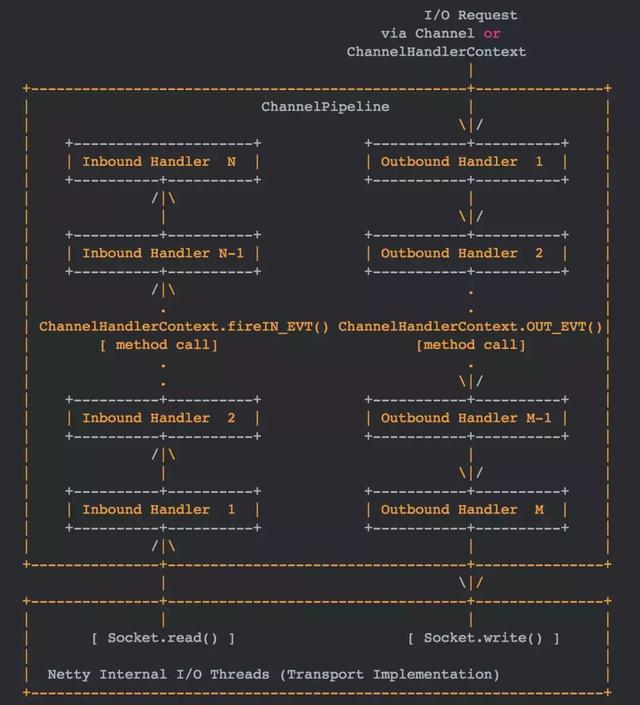 I/O Request
via Channel or
ChannelHandlerContext
ChannelPipeline
Inbound Handler N
Outbound Handler 1
Inbound Handler N-1
Outbound Handler 2
ChannelHandlerContext.fireIN_EVT() ChannelHandlerContext.OUT_EVT()
[ method call]
[method call]
Inbound Handler 2
Outbound Handler M-1
Inbound Handler 1
Outbound Handler M
[ Socket.read() ]
[ Socket.write() ]
Netty Internal I/O Threads (Transport Implementation)